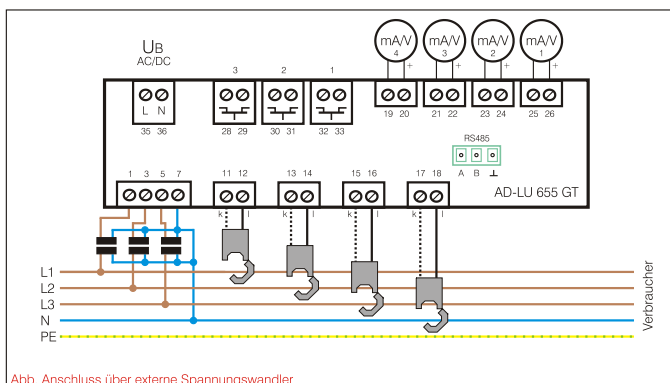 mA/V
4
+
mA/V
3
+
mA/V
2
+
mA/V
1
+
UB
AC/DC
3
2
1
L N
35 36
28 29
30 31
32 33
19 20
21 22
23 24
25 26
RS485
A B ⊥
AD-LU 655 GT
1 3 5 7
11 12
13 14
15 16
17 18
k l
k l
k l
k l
L1
L2
L3
N
PE
Verbraucher
Abb. Anschluss über externe Spannungswandler